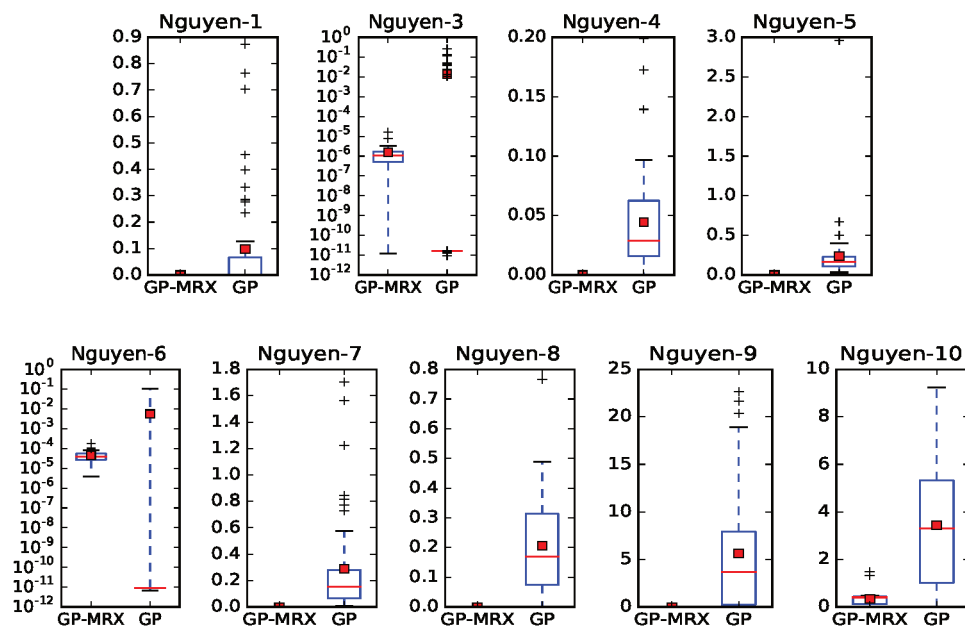 Nguyen-1 Nguyen-3 Nguyen-4 Nguyen-5
0.9 0.8 0.7 0.6 0.5 0.4 0.3 0.2 0.1 0.0
GP-MRX GP
10^0 10^-1 10^-2 10^-3 10^-4 10^-5 10^-6 10^-7 10^-8 10^-9 10^-10 10^-11 10^-12
GP-MRX GP
0.20 0.15 0.10 0.05 0.00
GP-MRX GP
3.0 2.5 2.0 1.5 1.0 0.5 0.0
GP-MRX GP
Nguyen-6 Nguyen-7 Nguyen-8 Nguyen-9 Nguyen-10
10^0 10^-1 10^-2 10^-3 10^-4 10^-5 10^-6 10^-7 10^-8 10^-9 10^-10 10^-11 10^-12
GP-MRX GP
1.8 1.6 1.4 1.2 1.0 0.8 0.6 0.4 0.2 0.0
GP-MRX GP
0.8 0.7 0.6 0.5 0.4 0.3 0.2 0.1 0.0
GP-MRX GP
25 20 15 10 5 0
GP-MRX GP
10 8 6 4 2 0
GP-MRX GP